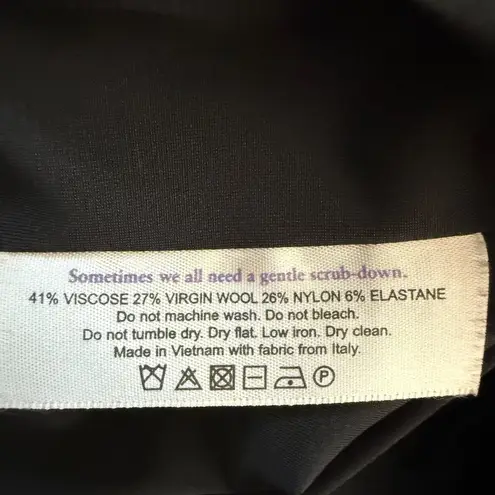 Sometimes we all need a gentle scrub-down.
41% VISCOSE 27% VIRGIN WOOL 26% NYLON 6% ELASTANE
Do not machine wash. Do not bleach.
Do not tumble dry. Dry flat. Low iron. Dry clean.
Made in Vietnam with fabric from Italy.
P